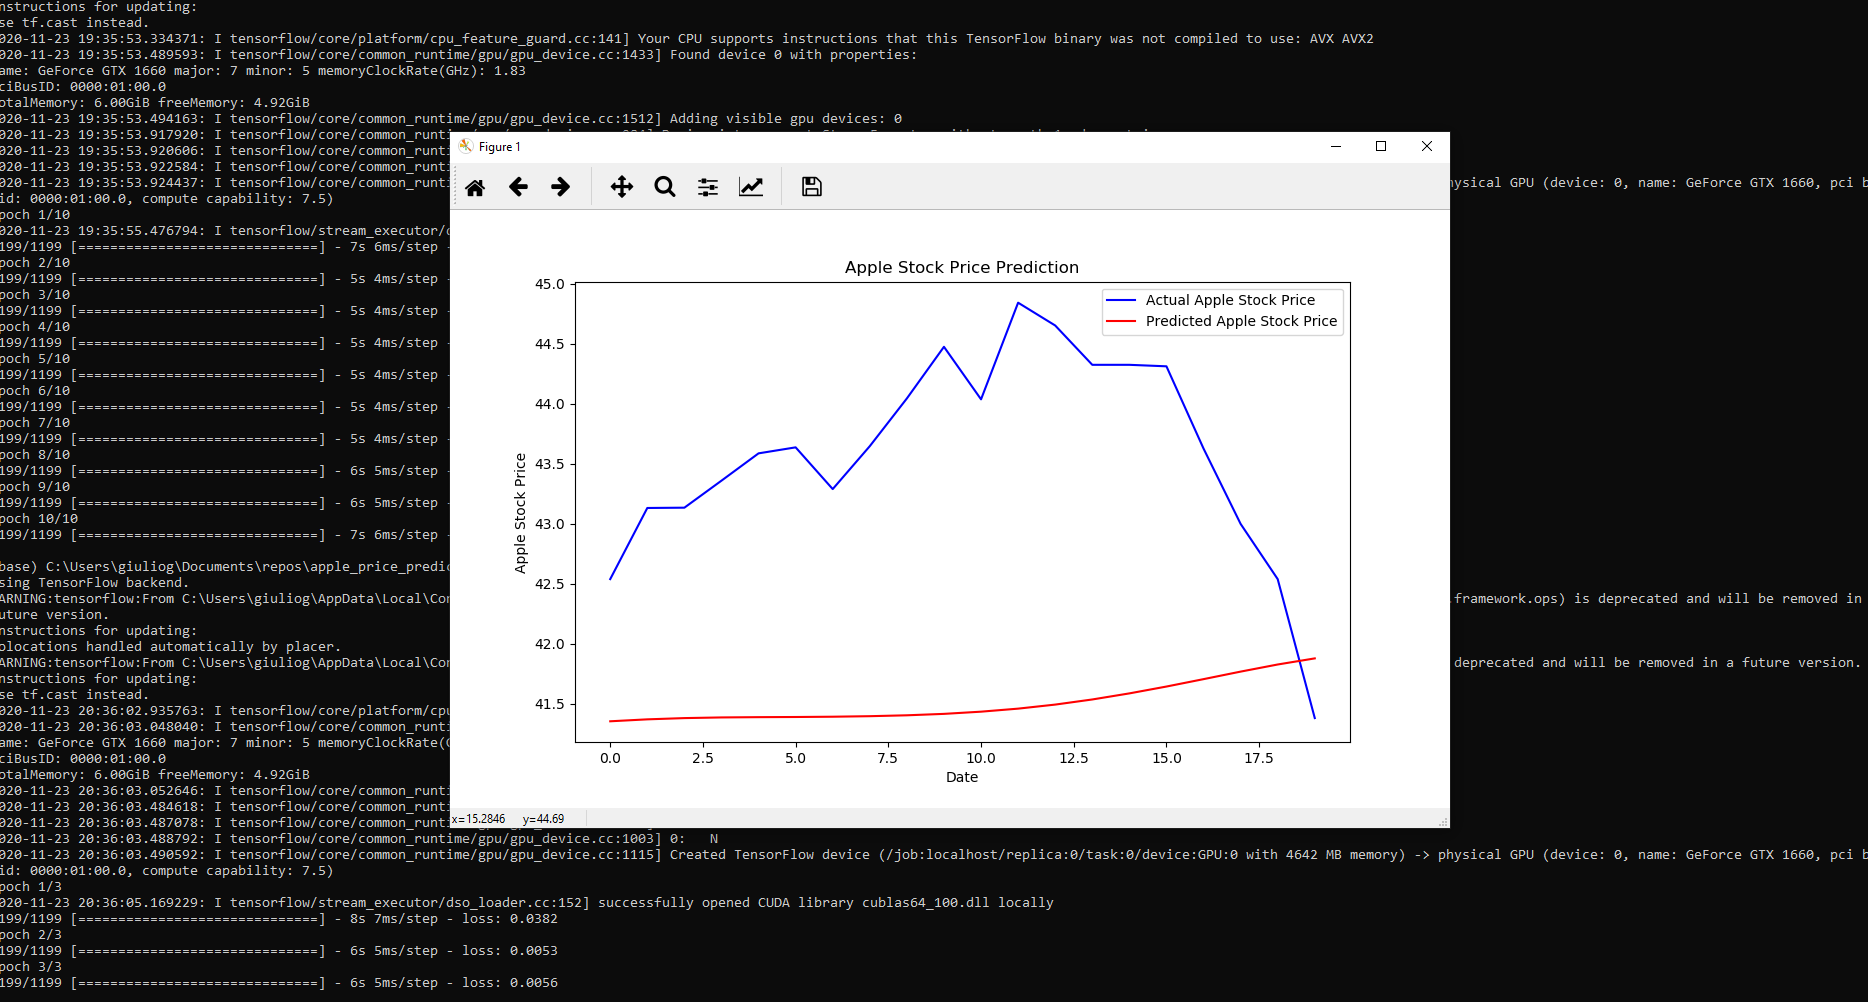 nstructions for updating:
se tf.cast instead.
020-11-23 19:35:53.334371: I tensorflow/core/platform/cpu_feature_guard.cc:141] Your CPU supports instructions that this TensorFlow binary was not compiled to use: AVX AVX2
020-11-23 19:35:53.489593: I tensorflow/core/common_runtime/gpu/gpu_device.cc:1433] Found device 0 with properties:
ame: GeForce GTX 1660 major: 7 minor: 5 memoryClockRate(GHz): 1.83
ciBusID: 0000:01:00.0
otalMemory: 6.00GiB freeMemory: 4.92GiB
020-11-23 19:35:53.494163: I tensorflow/core/common_runtime/gpu/gpu_device.cc:1512] Adding visible gpu devices: 0
020-11-23 19:35:53.917920: I tensorflow/core/common_runt
020-11-23 19:35:53.920606: I tensorflow/core/common_runt
020-11-23 19:35:53.922584: I tensorflow/core/common_runt
020-11-23 19:35:53.924437: I tensorflow/core/common_runt
ysical GPU (device: 0, name: GeForce GTX 1660, pci b
id: 0000:01:00.0, compute capability: 7.5)
poch 1/10
020-11-23 19:35:55.476794: I tensorflow/stream_executor/
199/1199 [==============================] - 7s 6ms/step -
poch 2/10
199/1199 [==============================] - 5s 4ms/step -
poch 3/10
199/1199 [==============================] - 5s 4ms/step -
poch 4/10
199/1199 [==============================] - 5s 4ms/step -
poch 5/10
199/1199 [==============================] - 5s 4ms/step -
poch 6/10
199/1199 [==============================] - 5s 4ms/step -
poch 7/10
199/1199 [==============================] - 5s 4ms/step -
poch 8/10
199/1199 [==============================] - 6s 5ms/step -
poch 9/10
199/1199 [==============================] - 6s 5ms/step -
poch 10/10
199/1199 [==============================] - 7s 6ms/step -
base) C:\Users\giuliog\Documents\repos\apple_price_predic
sing TensorFlow backend.
ARNING:tensorflow:From C:\Users\giuliog\AppData\Local\Con
.framework.ops) is deprecated and will be removed in
uture version.
nstructions for updating:
olocations handled automatically by placer.
ARNING:tensorflow:From C:\Users\giuliog\AppData\Local\Con
deprecated and will be removed in a future version.
nstructions for updating:
se tf.cast instead.
020-11-23 20:36:02.935763: I tensorflow/core/platform/cpu
020-11-23 20:36:03.048040: I tensorflow/core/common_runti
ame: GeForce GTX 1660 major: 7 minor: 5 memoryClockRate(
ciBusID: 0000:01:00.0
otalMemory: 6.00GiB freeMemory: 4.92GiB
020-11-23 20:36:03.052646: I tensorflow/core/common_runti
020-11-23 20:36:03.484618: I tensorflow/core/common_runti
020-11-23 20:36:03.487078: I tensorflow/core/common_runti
020-11-23 20:36:03.488792: I tensorflow/core/common_runtime/gpu/gpu_device.cc:1003] 0:   N
020-11-23 20:36:03.490592: I tensorflow/core/common_runtime/gpu/gpu_device.cc:1115] Created TensorFlow device (/job:localhost/replica:0/task:0/device:GPU:0 with 4642 MB memory) -> physical GPU (device: 0, name: GeForce GTX 1660, pci b
id: 0000:01:00.0, compute capability: 7.5)
poch 1/3
020-11-23 20:36:05.169229: I tensorflow/stream_executor/dso_loader.cc:152] successfully opened CUDA library cublas64_100.dll locally
199/1199 [==============================] - 8s 7ms/step - loss: 0.0382
poch 2/3
199/1199 [==============================] - 6s 5ms/step - loss: 0.0053
poch 3/3
199/1199 [==============================] - 6s 5ms/step - loss: 0.0056
Figure 1
Apple Stock Price Prediction
Actual Apple Stock Price
Predicted Apple Stock Price
Apple Stock Price
45.0
44.5
44.0
43.5
43.0
42.5
42.0
41.5
0.0 2.5 5.0 7.5 10.0 12.5 15.0 17.5
Date
x=15.2846 y=44.69